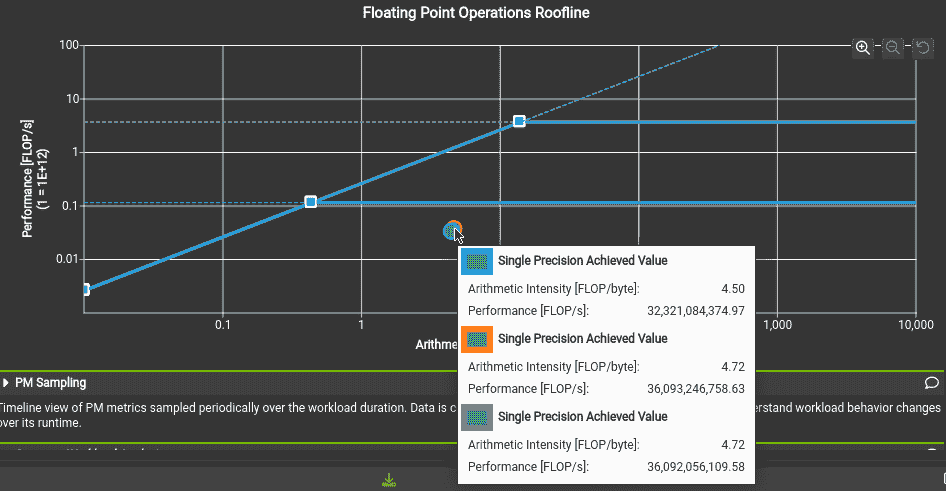 Floating Point Operations Roofline
100
10
1
0.1
0.01
Performance [FLOP/s]
(1 = 1E+12)
0.1
1
1,000
10,000
Arithme
Single Precision Achieved Value
Arithmetic Intensity [FLOP/byte]: 4.50
Performance [FLOP/s]: 32,321,084,374.97
Single Precision Achieved Value
Arithmetic Intensity [FLOP/byte]: 4.72
Performance [FLOP/s]: 36,093,246,758.63
Single Precision Achieved Value
Arithmetic Intensity [FLOP/byte]: 4.72
Performance [FLOP/s]: 36,092,056,109.58
PM Sampling
Timeline view of PM metrics sampled periodically over the workload duration. Data is c erstand workload behavior changes
over its runtime.